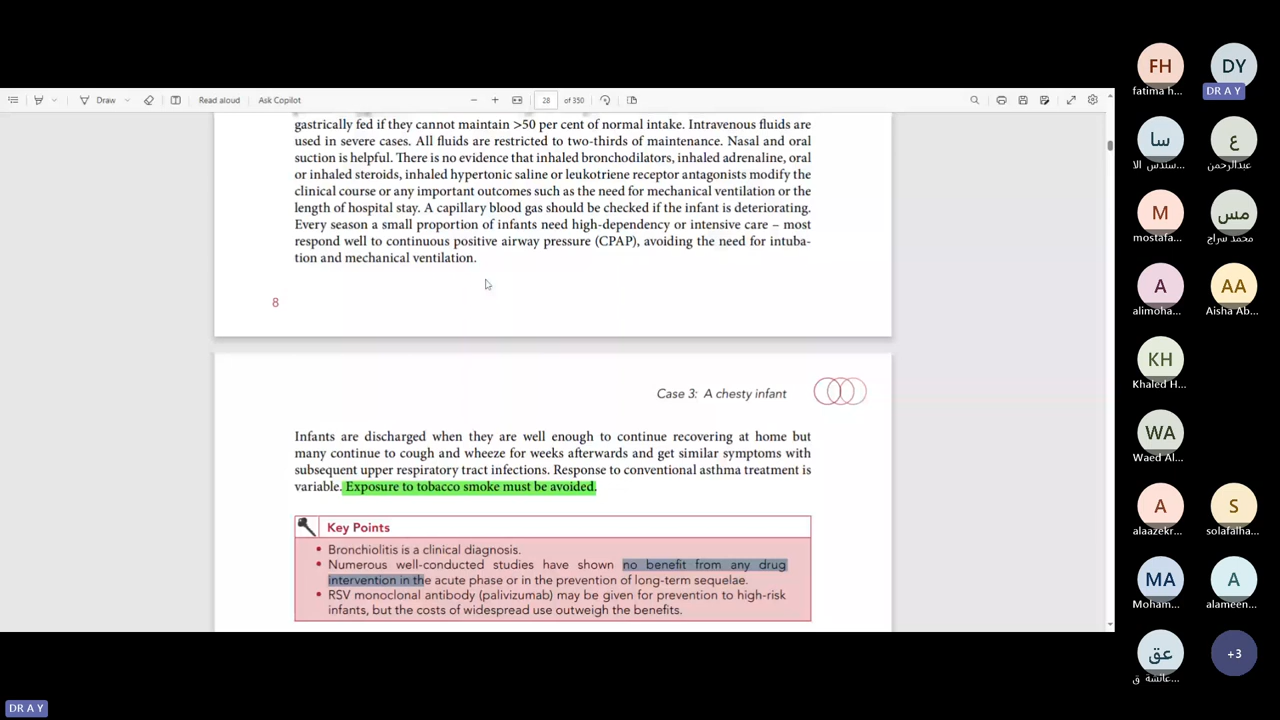 Draw
Read aloud
Ask Copilot
28
of 350
gastrically fed if they cannot maintain >50 per cent of normal intake. Intravenous fluids are
used in severe cases. All fluids are restricted to two-thirds of maintenance. Nasal and oral
suction is helpful. There is no evidence that inhaled bronchodilators, inhaled adrenaline, oral
or inhaled steroids, inhaled hypertonic saline or leukotriene receptor antagonists modify the
clinical course or any important outcomes such as the need for mechanical ventilation or the
length of hospital stay. A capillary blood gas should be checked if the infant is deteriorating.
Every season a small proportion of infants need high-dependency or intensive care – most
respond well to continuous positive airway pressure (CPAP), avoiding the need for intuba-
tion and mechanical ventilation.
8
Case 3: A chesty infant
Infants are discharged when they are well enough to continue recovering at home but
many continue to cough and wheeze for weeks afterwards and get similar symptoms with
subsequent upper respiratory tract infections. Response to conventional asthma treatment is
variable. Exposure to tobacco smoke must be avoided.
Key Points
• Bronchiolitis is a clinical diagnosis.
• Numerous well-conducted studies have shown no benefit from any drug
intervention in the acute phase or in the prevention of long-term sequelae.
• RSV monoclonal antibody (palivizumab) may be given for prevention to high-risk
infants, but the costs of widespread use outweigh the benefits.
FH
fatima h...
DY
DR A Y
سا
ع
عبدالرحمن
M
mostafa...
مس
محمد سراج
A
alimoha...
AA
Aisha Ab...
KH
Khaled H...
WA
Waed Al...
A
alaazekr...
S
solafalha...
MA
Moham...
A
alameen...
عق
+3
DR A Y